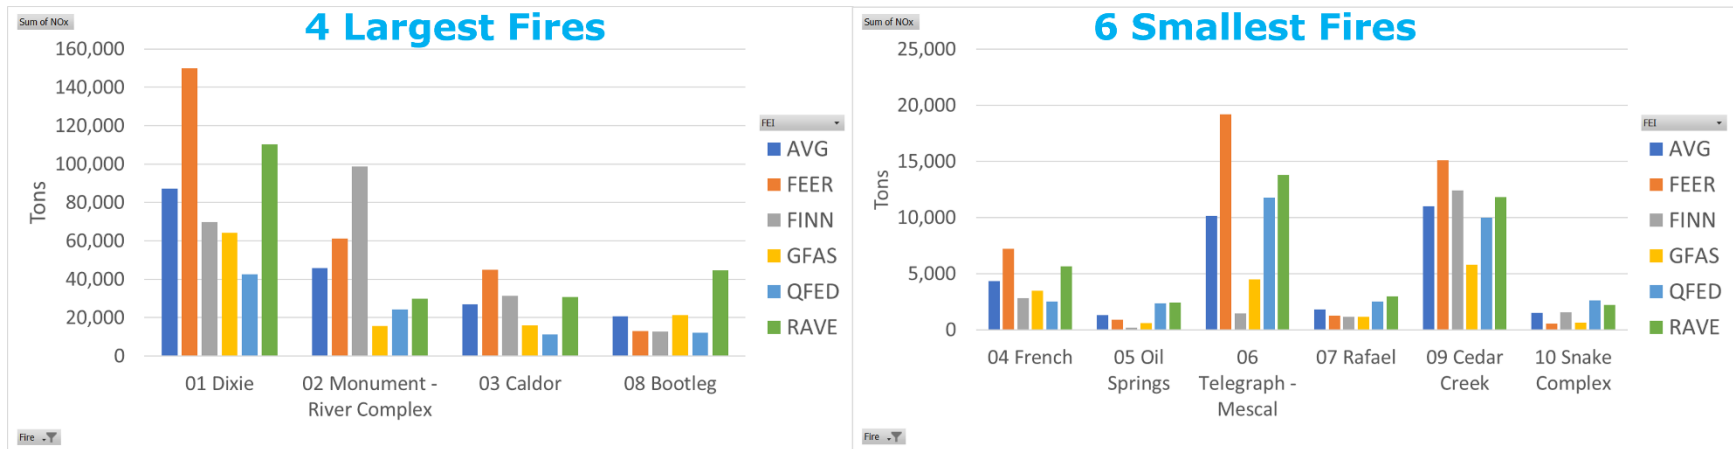 Sum of NOx
4 Largest Fires
160,000
140,000
120,000
100,000
80,000
60,000
40,000
20,000
0
Tons
01 Dixie
02 Monument -
River Complex
03 Caldor
08 Bootleg
FEI
AVG
FEER
FINN
GFAS
QFED
RAVE
Fire
Sum of NOx
6 Smallest Fires
25,000
20,000
15,000
10,000
5,000
0
Tons
04 French
05 Oil
Springs
06
Telegraph -
Mescal
07 Rafael
09 Cedar
Creek
10 Snake
Complex
FEI
AVG
FEER
FINN
GFAS
QFED
RAVE
Fire